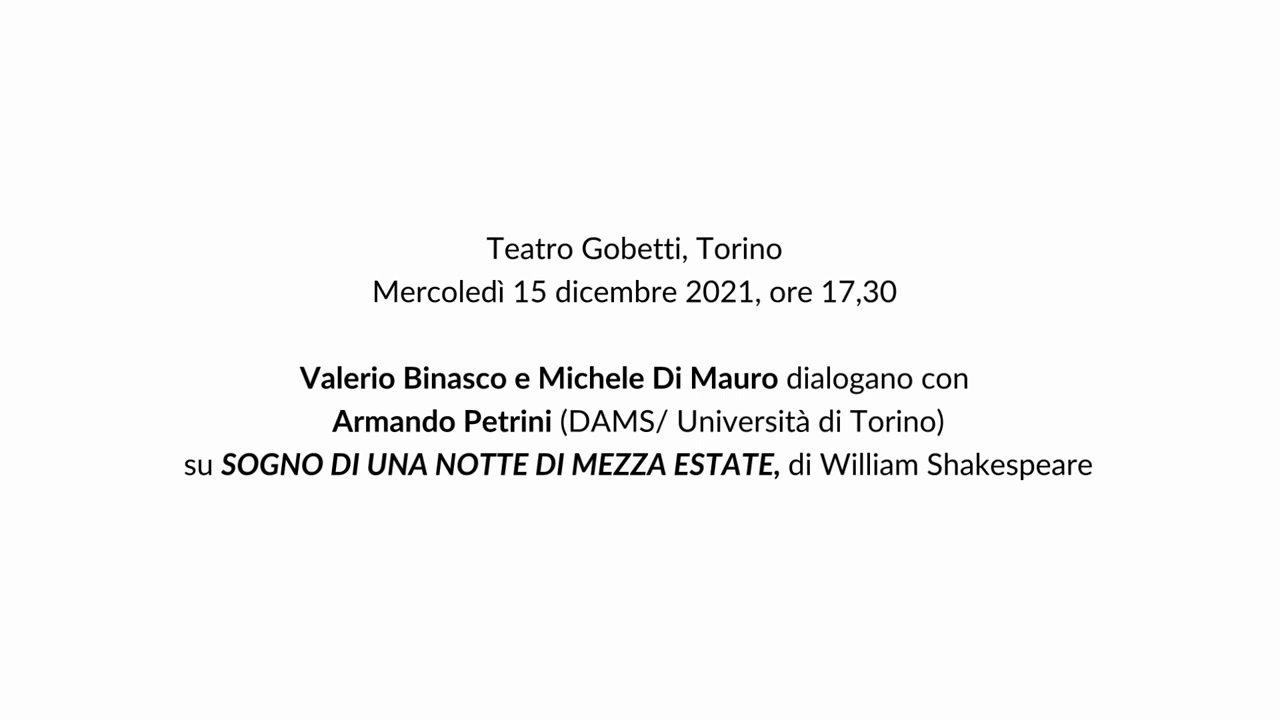 Teatro Gobetti, Torino
Mercoledì 15 dicembre 2021, ore 17,30
Valerio Binasco e Michele Di Mauro dialogano con
Armando Petrini (DAMS/ Università di Torino)
su SOGNO DI UNA NOTTE DI MEZZA ESTATE, di William Shakespeare